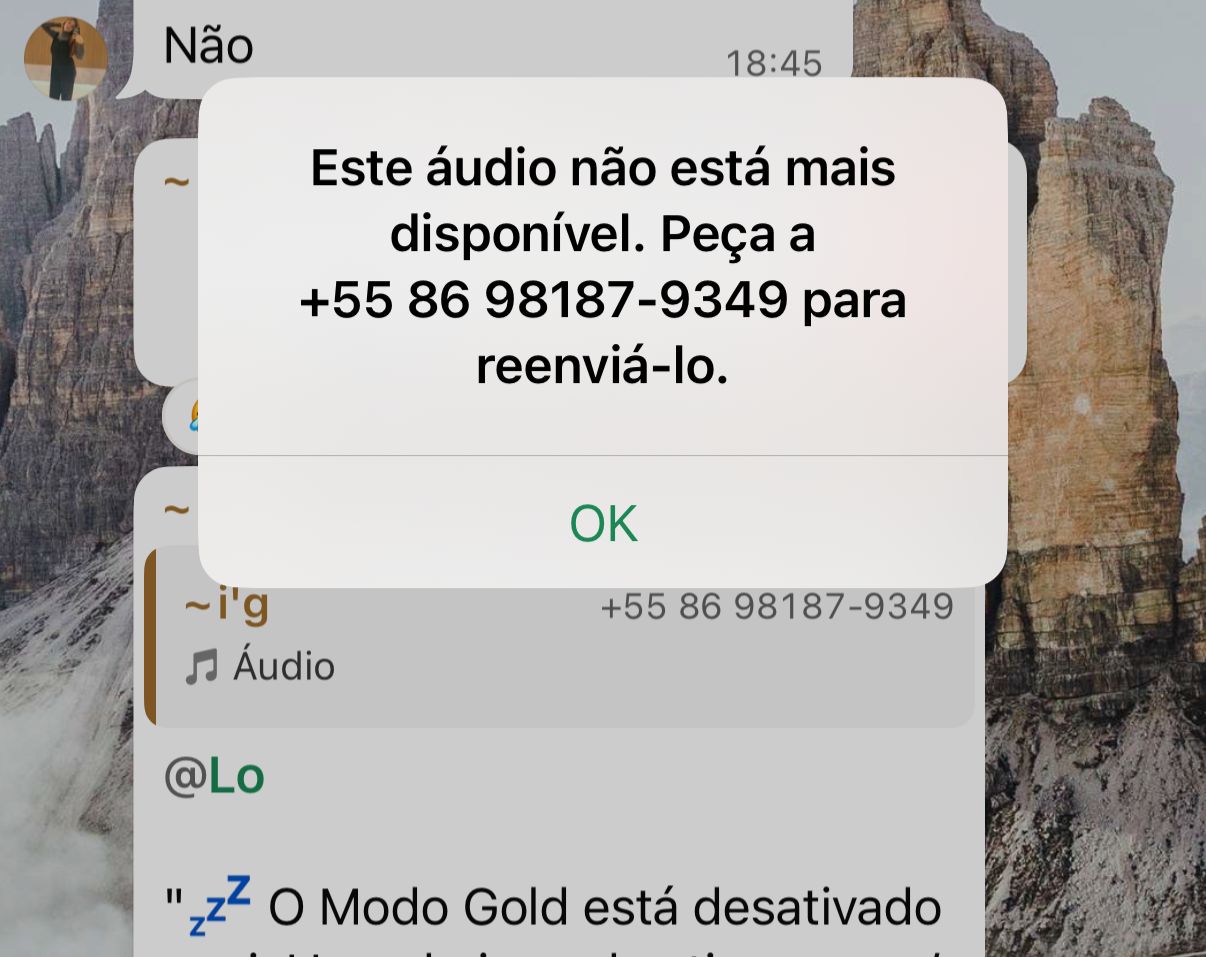 Não
18:45
~
Este áudio não está mais
disponível. Peça a
+55 86 98187-9349 para
reenviá-lo.
OK
~
~i'g +55 86 98187-9349
Áudio
@Lo
"💤 O Modo Gold está desativado